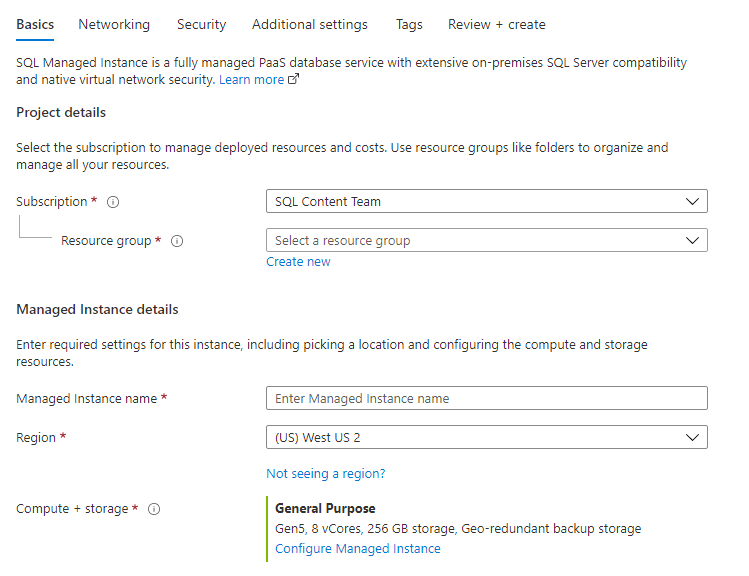 Basics Networking Security Additional settings Tags Review + create
SQL Managed Instance is a fully managed PaaS database service with extensive on-premises SQL Server compatibility
and native virtual network security. Learn more
Project details
Select the subscription to manage deployed resources and costs. Use resource groups like folders to organize and
manage all your resources.
Subscription * SQL Content Team
Resource group * Select a resource group
Create new
Managed Instance details
Enter required settings for this instance, including picking a location and configuring the compute and storage
resources.
Managed Instance name * Enter Managed Instance name
Region * (US) West US 2
Not seeing a region?
Compute + storage * General Purpose
Gen5, 8 vCores, 256 GB storage, Geo-redundant backup storage
Configure Managed Instance